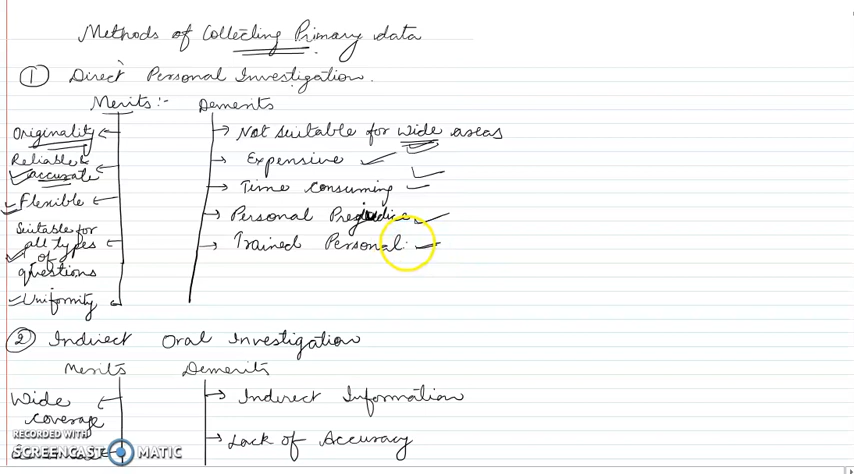 Methods of Collecting Primary data
① Direct Personal Investigation.
Merits :-
Demerits
Originality
Reliable &
accurate
Flexible
Suitable for
all types
of
questions
Uniformity
Not suitable for wide areas
Expensive
Time consuming
Personal Prejudice
Trained Personal
② Indirect Oral Investigation
Merits
Demerits
Wide
coverage
Indirect Information
Lack of Accuracy
RECORDED WITH
SCREENCAST MATIC